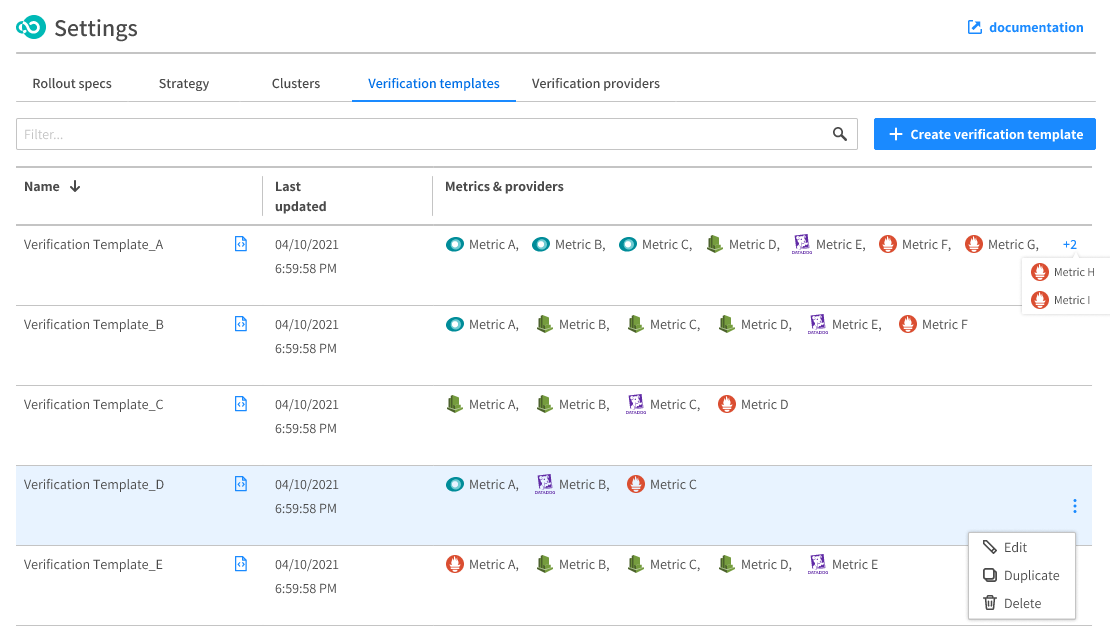 Settings
documentation
Rollout specs Strategy Clusters Verification templates Verification providers
Filter...
Create verification template
Name Last updated Metrics & providers
Verification Template_A 04/10/2021 Metric A, Metric B, Metric C, Metric D, DATADOG Metric E, Metric F, Metric G, +2
6:59:58 PM
Metric H
Metric I
Verification Template_B 04/10/2021 Metric A, Metric B, Metric C, Metric D, DATADOG Metric E, Metric F
6:59:58 PM
Verification Template_C 04/10/2021 Metric A, Metric B, DATADOG Metric C, Metric D
6:59:58 PM
Verification Template_D 04/10/2021 Metric A, DATADOG Metric B, Metric C
6:59:58 PM
Verification Template_E 04/10/2021 Metric A, Metric B, Metric C, Metric D, DATADOG Metric E
6:59:58 PM
Edit
Duplicate
Delete